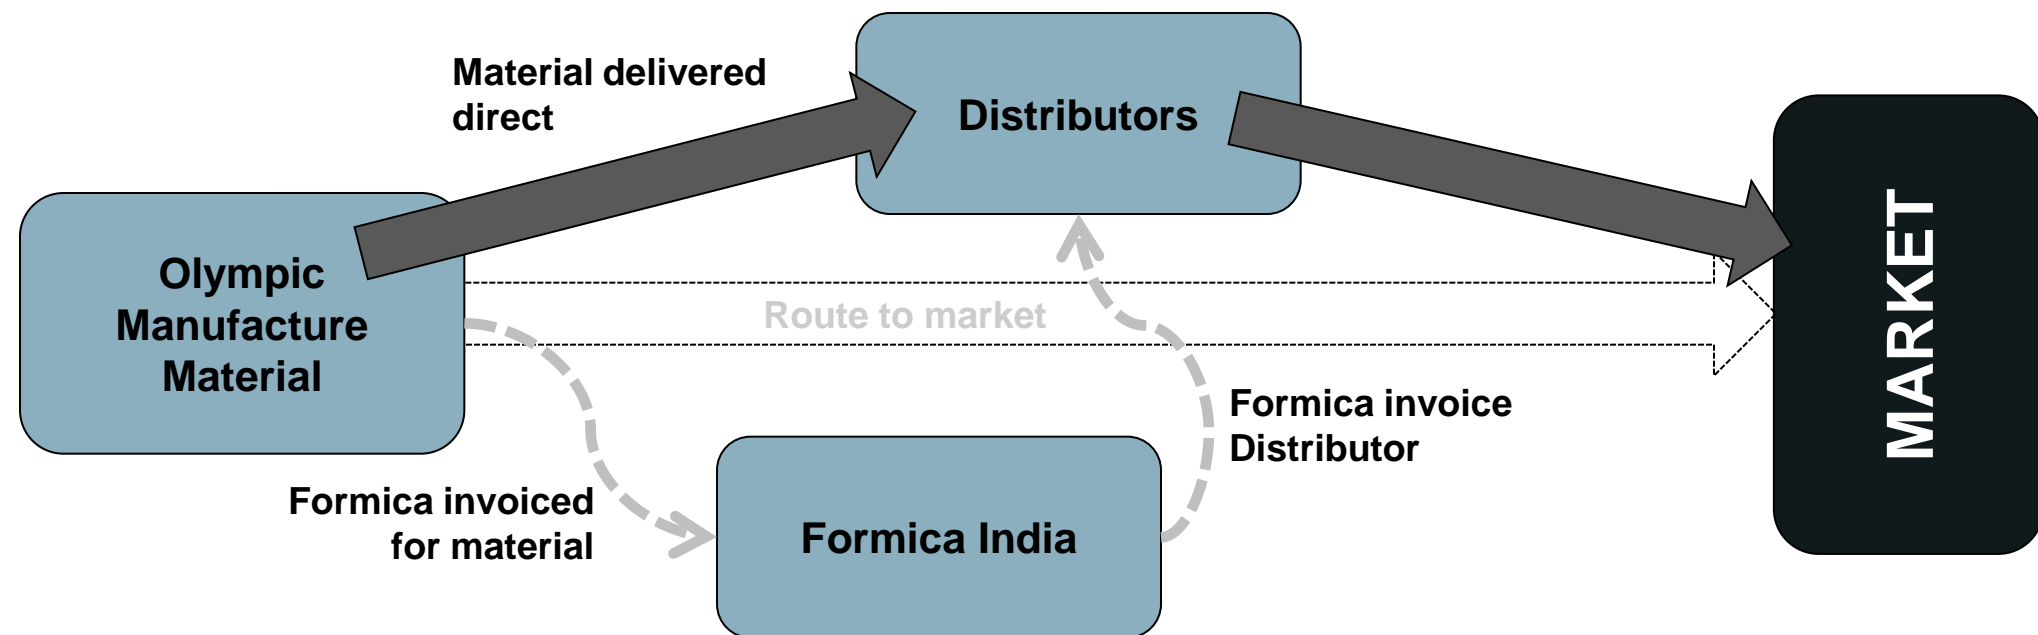 Material delivered
direct
Distributors
Olympic
Manufacture
Material
Route to market
MARKET
Formica invoice
Distributor
Formica invoiced
for material
Formica India